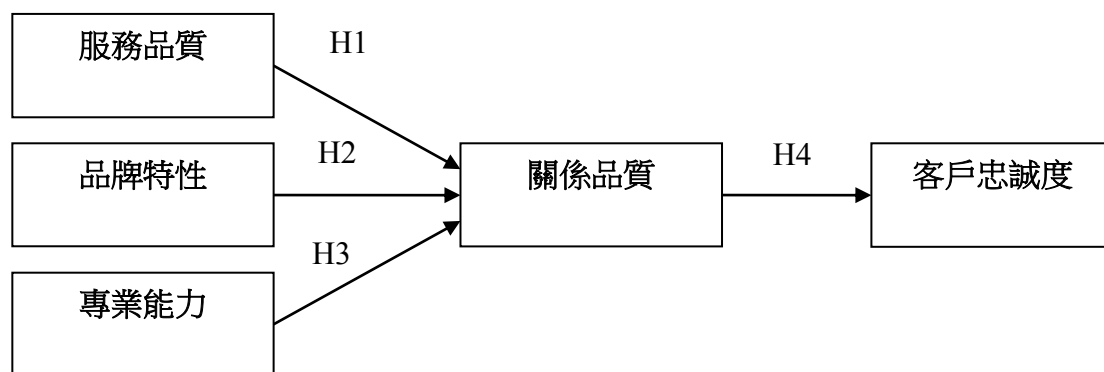 服務品質
H1
品牌特性
H2
關係品質
H4
客戶忠誠度
H3
專業能力